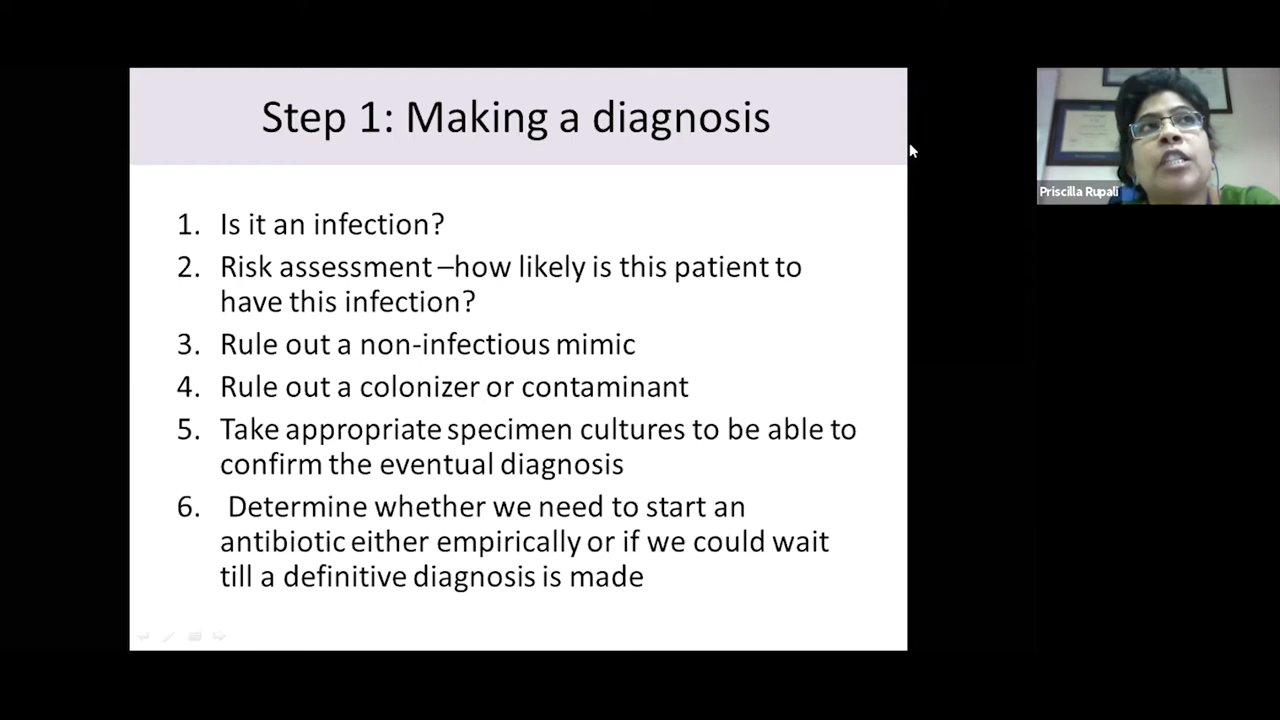 Step 1: Making a diagnosis
1. Is it an infection?
2. Risk assessment –how likely is this patient to
have this infection?
3. Rule out a non-infectious mimic
4. Rule out a colonizer or contaminant
5. Take appropriate specimen cultures to be able to
confirm the eventual diagnosis
6. Determine whether we need to start an
antibiotic either empirically or if we could wait
till a definitive diagnosis is made
Priscilla Rupali